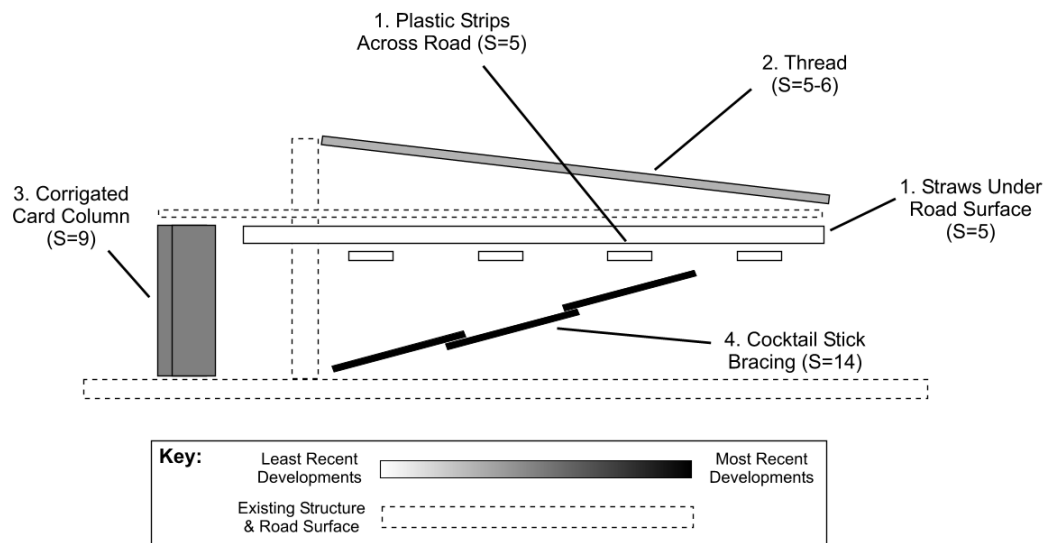 1. Plastic Strips
Across Road (S=5)
2. Thread
(S=5-6)
3. Corrigated
Card Column
(S=9)
1. Straws Under
Road Surface
(S=5)
4. Cocktail Stick
Bracing (S=14)
Key:
Least Recent
Developments
Most Recent
Developments
Existing Structure
& Road Surface